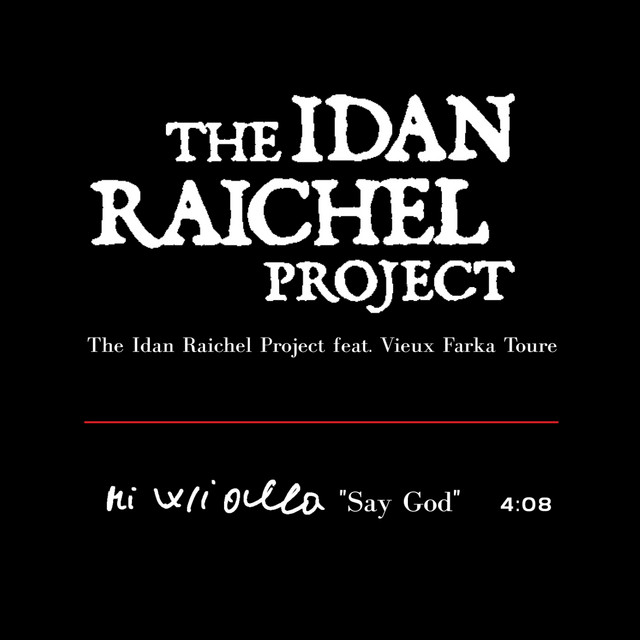 THE IDAN
RAICHEL
PROJECT
The Idan Raichel Project feat. Vieux Farka Toure
"Say God" 4:08